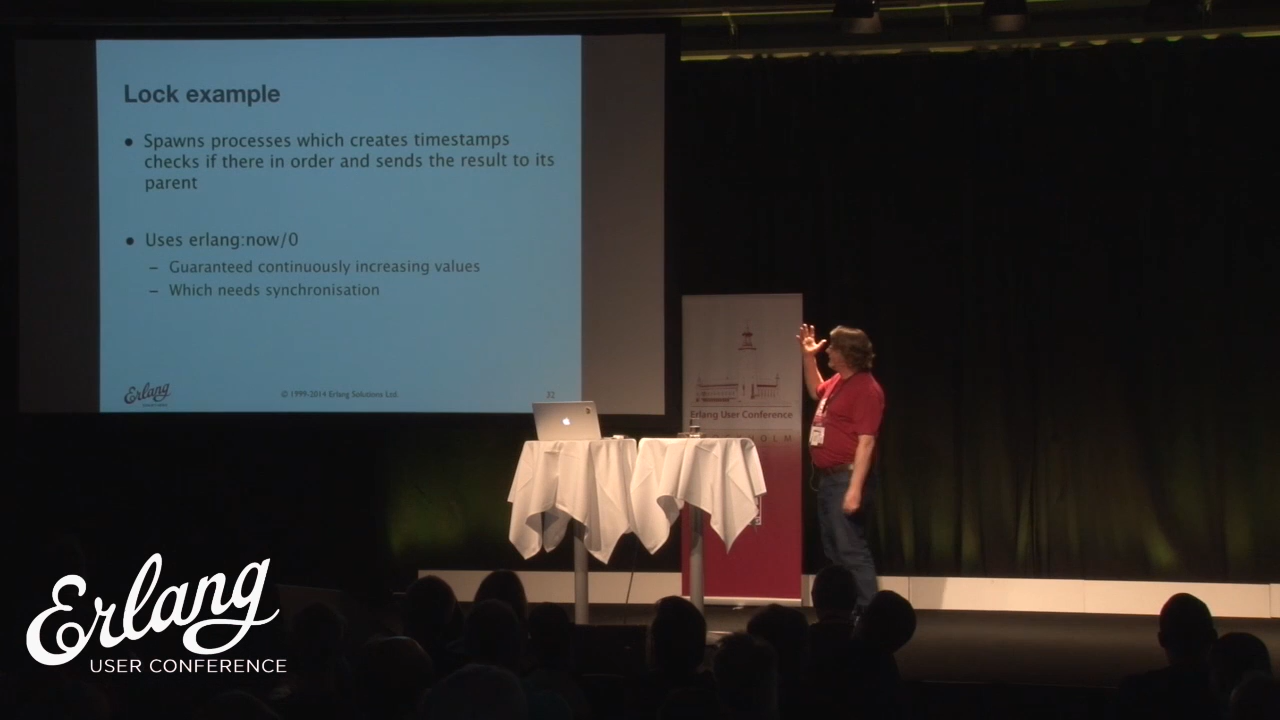 Lock example
• Spawns processes which creates timestamps
checks if there in order and sends the result to its
parent
• Uses erlang:now/0
– Guaranteed continuously increasing values
– Which needs synchronisation
Erlang
© 1999-2014 Erlang Solutions Ltd.
32
Erlang User Conference
OLM
Erlang
USER CONFERENCE